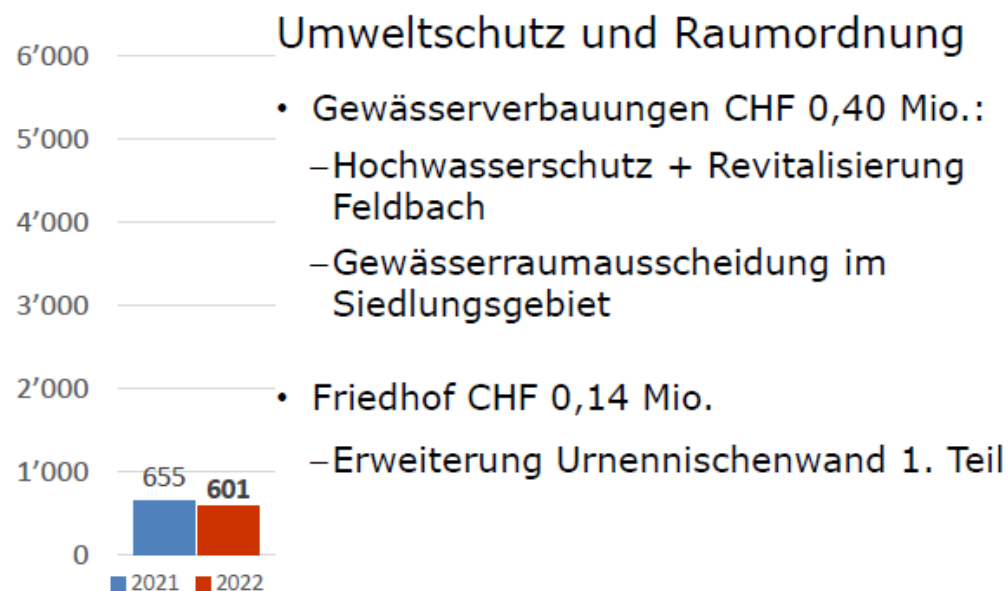 Umweltschutz und Raumordnung
6’000
5’000
4’000
3’000
2’000
1’000
0
655
601
2021 2022
• Gewässerverbauungen CHF 0,40 Mio.:
–Hochwasserschutz + Revitalisierung
Feldbach
–Gewässerraumausscheidung im
Siedlungsgebiet
• Friedhof CHF 0,14 Mio.
–Erweiterung Urnennischenwand 1. Teil